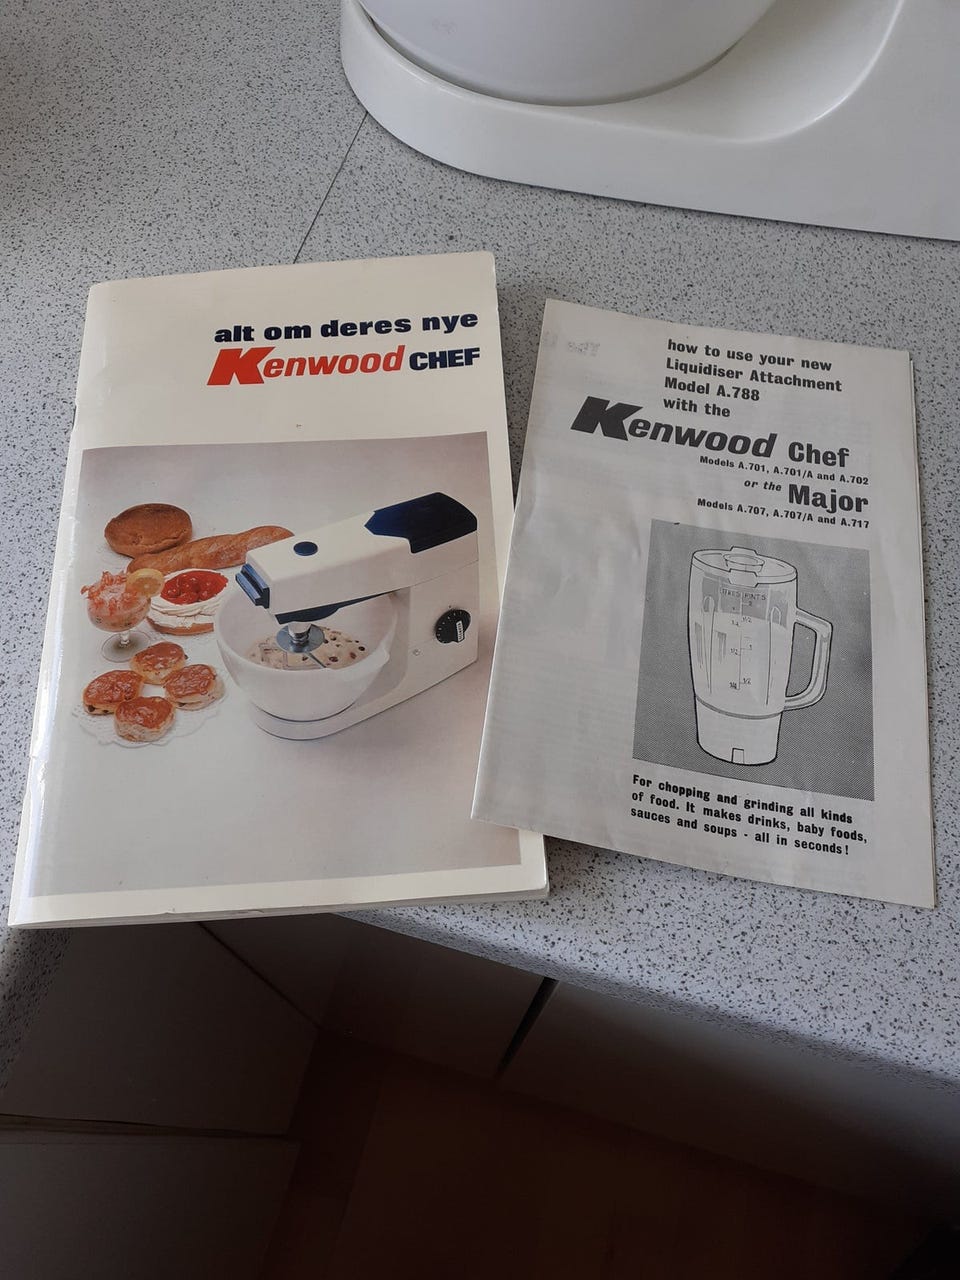 alt om deres nye
Kenwood CHEF
how to use your new
Liquidiser Attachment
Model A.788
with the
Kenwood Chef
Models A.701, A.701/A and A.702
or the Major
Models A.707, A.707/A and A.717
For chopping and grinding all kinds
of food. It makes drinks, baby foods,
sauces and soups - all in seconds!